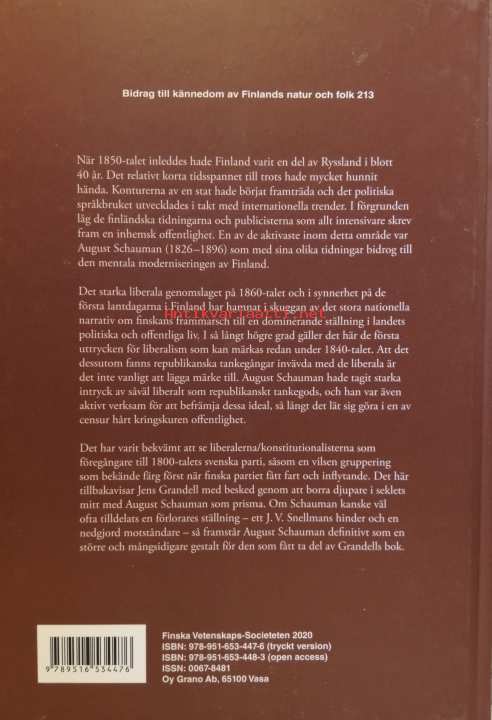 Bidrag till kännedom av Finlands natur och folk 213
När 1850-talet inleddes hade Finland varit en del av Ryssland i blott
40 år. Det relativt korta tidsspannet till trots hade mycket hunnit
hända. Konturerna av en stat hade börjat framträda och det politiska
språkbruket utvecklades i takt med internationella trender. I förgrunden
låg de finländska tidningarna och publicisterna som allt intensivare skrev
fram en inhemsk offentlighet. En av de aktivaste inom detta område var
August Schauman (1826–1896) som med sina olika tidningar bidrog till
den mentala moderniseringen av Finland.
Det starka liberala genomslaget på 1860-talet och i synnerhet på de
första lantdagarna i Finland har hamnat i skuggan av det stora nationella
antikvariaatti.net
narrativ om finskans frammarsch till en dominerande ställning i landets
politiska och offentliga liv. I så långt högre grad gäller det här de första
uttrycken för liberalism som kan märkas redan under 1840-talet. Att det
dessutom fanns republikanska tankegångar invävda med de liberala är
det inte vanligt att lägga märke till. August Schauman hade tagit starka
intryck av såväl liberalt som republikanskt tankegods, och han var även
aktivt verksam för att befrämja dessa ideal, så långt det lät sig göra i en av
censur hårt kringskuren offentlighet.
Det har varit bekvämt att se liberalerna/konstitutionalisterna som
föregångare till 1800-talets svenska parti, såsom en vilsen gruppering
som bekände färg först när finska partiet fått fart och inflytande. Det här
tillbakavisar Jens Grandell med besked genom att borra djupare i seklets
mitt med August Schauman som prisma. Om Schauman kanske väl
ofta tilldelats en förlorares ställning – ett J. V. Snellmans hinder och en
nedgjord motståndare – så framstår August Schauman definitivt som en
större och mångsidigare gestalt för den som fått ta del av Grandells bok.
Finska Vetenskaps-Societeten 2020
ISBN: 978-951-653-447-6 (tryckt version)
ISBN: 978-951-653-448-3 (open access)
ISSN: 0067-8481
Oy Grano Ab, 65100 Vasa
9 789516 534476